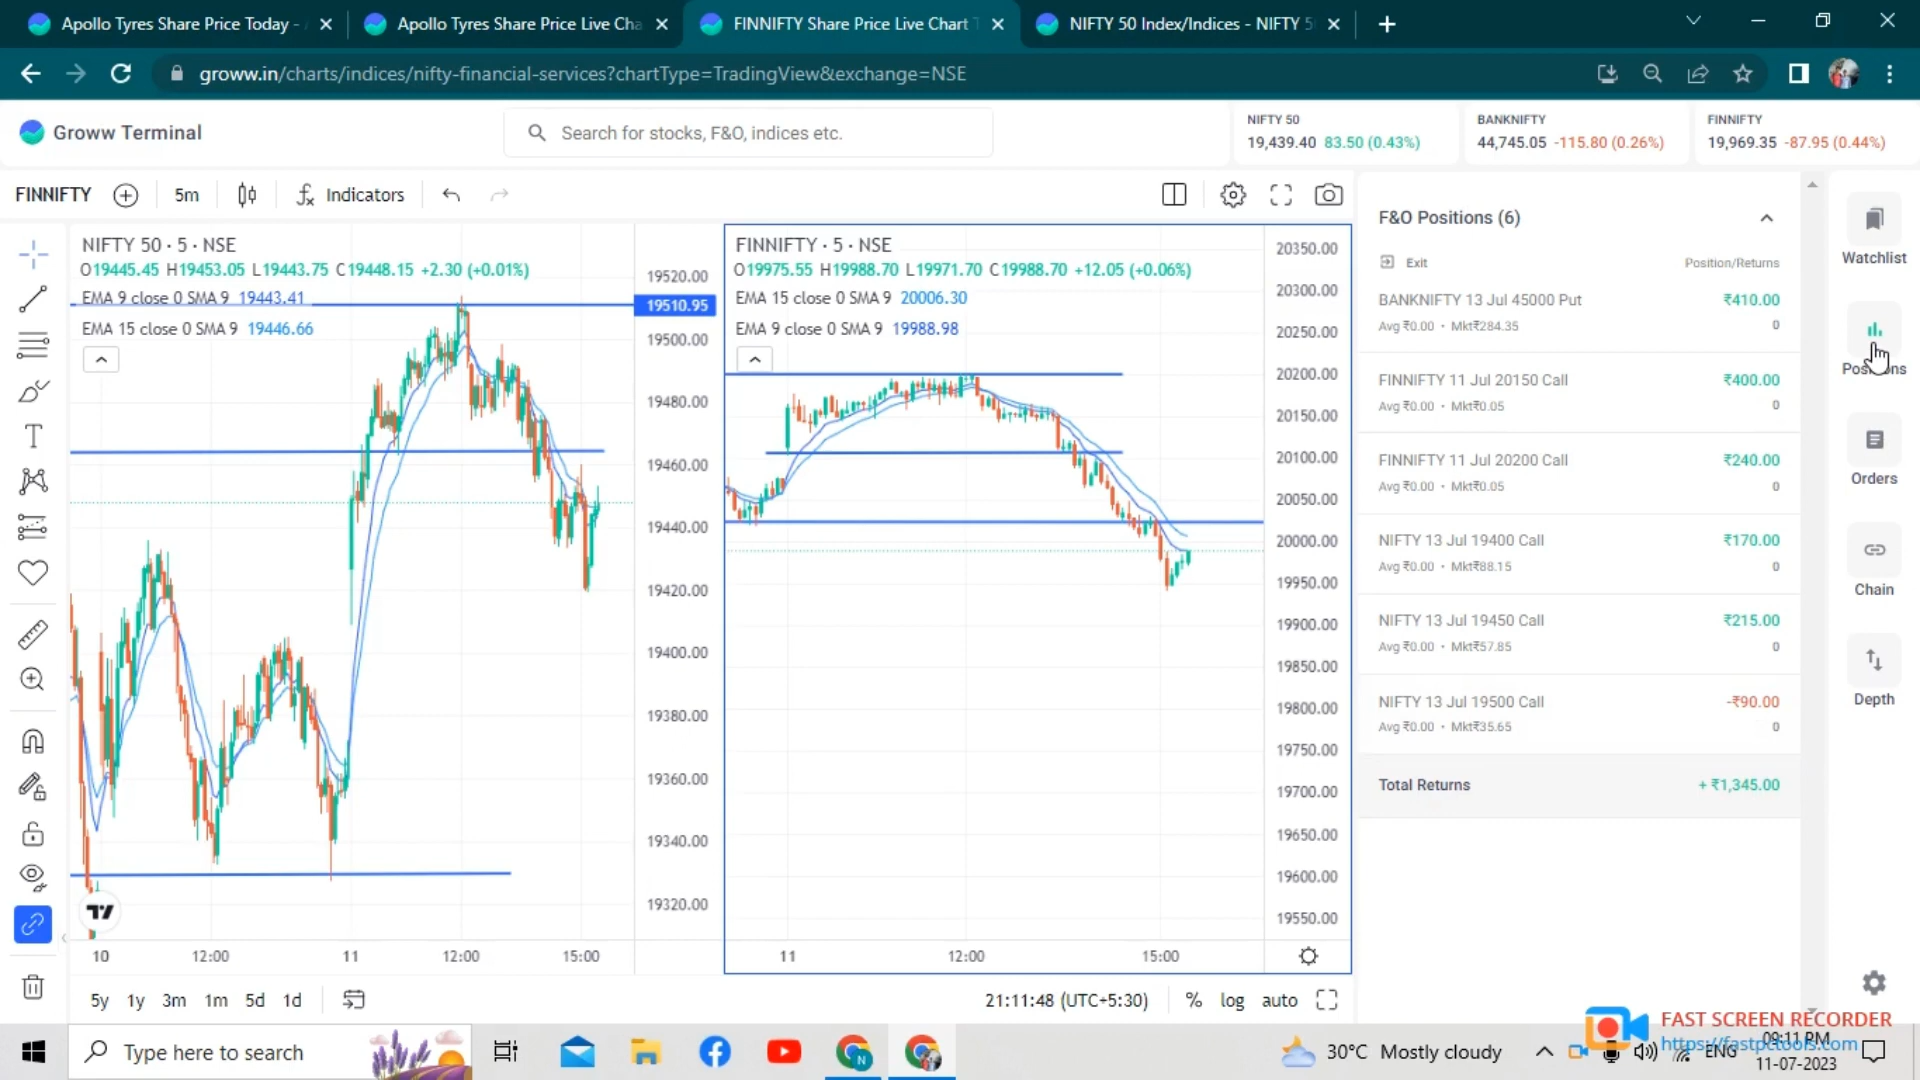 Apollo Tyres Share Price Today -
Apollo Tyres Share Price Live Cha
FINNIFTY Share Price Live Chart T
NIFTY 50 Index/Indices - NIFTY 5
groww.in/charts/indices/nifty-financial-services?chartType=TradingView&exchange=NSE
Groww Terminal
Search for stocks, F&O, indices etc.
NIFTY 50
19,439.40 83.50 (0.43%)
BANKNIFTY
44,745.05 -115.80 (0.26%)
FINNIFTY
19,969.35 -87.95 (0.44%)
FINNIFTY
5m
Indicators
NIFTY 50 · 5 · NSE
O19445.45 H19453.05 L19443.75 C19448.15 +2.30 (+0.01%)
EMA 9 close 0 SMA 9 19443.41
EMA 15 close 0 SMA 9 19446.66
19520.00
19510.95
19500.00
19480.00
19460.00
19440.00
19420.00
19400.00
19380.00
19360.00
19340.00
19320.00
10 12:00 11 12:00 15:00
FINNIFTY · 5 · NSE
O19975.55 H19988.70 L19971.70 C19988.70 +12.05 (+0.06%)
EMA 15 close 0 SMA 9 20006.30
EMA 9 close 0 SMA 9 19988.98
20350.00
20300.00
20250.00
20200.00
20150.00
20100.00
20050.00
20000.00
19950.00
19900.00
19850.00
19800.00
19750.00
19700.00
19650.00
19600.00
19550.00
11 12:00 15:00
5y 1y 3m 1m 5d 1d
21:11:48 (UTC+5:30) % log auto
F&O Positions (6)
Exit Position/Returns
BANKNIFTY 13 Jul 45000 Put ₹410.00
Avg ₹0.00 · Mkt₹284.35 0
FINNIFTY 11 Jul 20150 Call ₹400.00
Avg ₹0.00 · Mkt₹0.05 0
FINNIFTY 11 Jul 20200 Call ₹240.00
Avg ₹0.00 · Mkt₹0.05 0
NIFTY 13 Jul 19400 Call ₹170.00
Avg ₹0.00 · Mkt₹88.15 0
NIFTY 13 Jul 19450 Call ₹215.00
Avg ₹0.00 · Mkt₹57.85 0
NIFTY 13 Jul 19500 Call -₹90.00
Avg ₹0.00 · Mkt₹35.65 0
Total Returns + ₹1,345.00
Watchlist
Positions
Orders
Chain
Depth
FAST SCREEN RECORDER
https://fastpctools.com
Type here to search
30°C Mostly cloudy
ENG
09:11 PM
11-07-2023